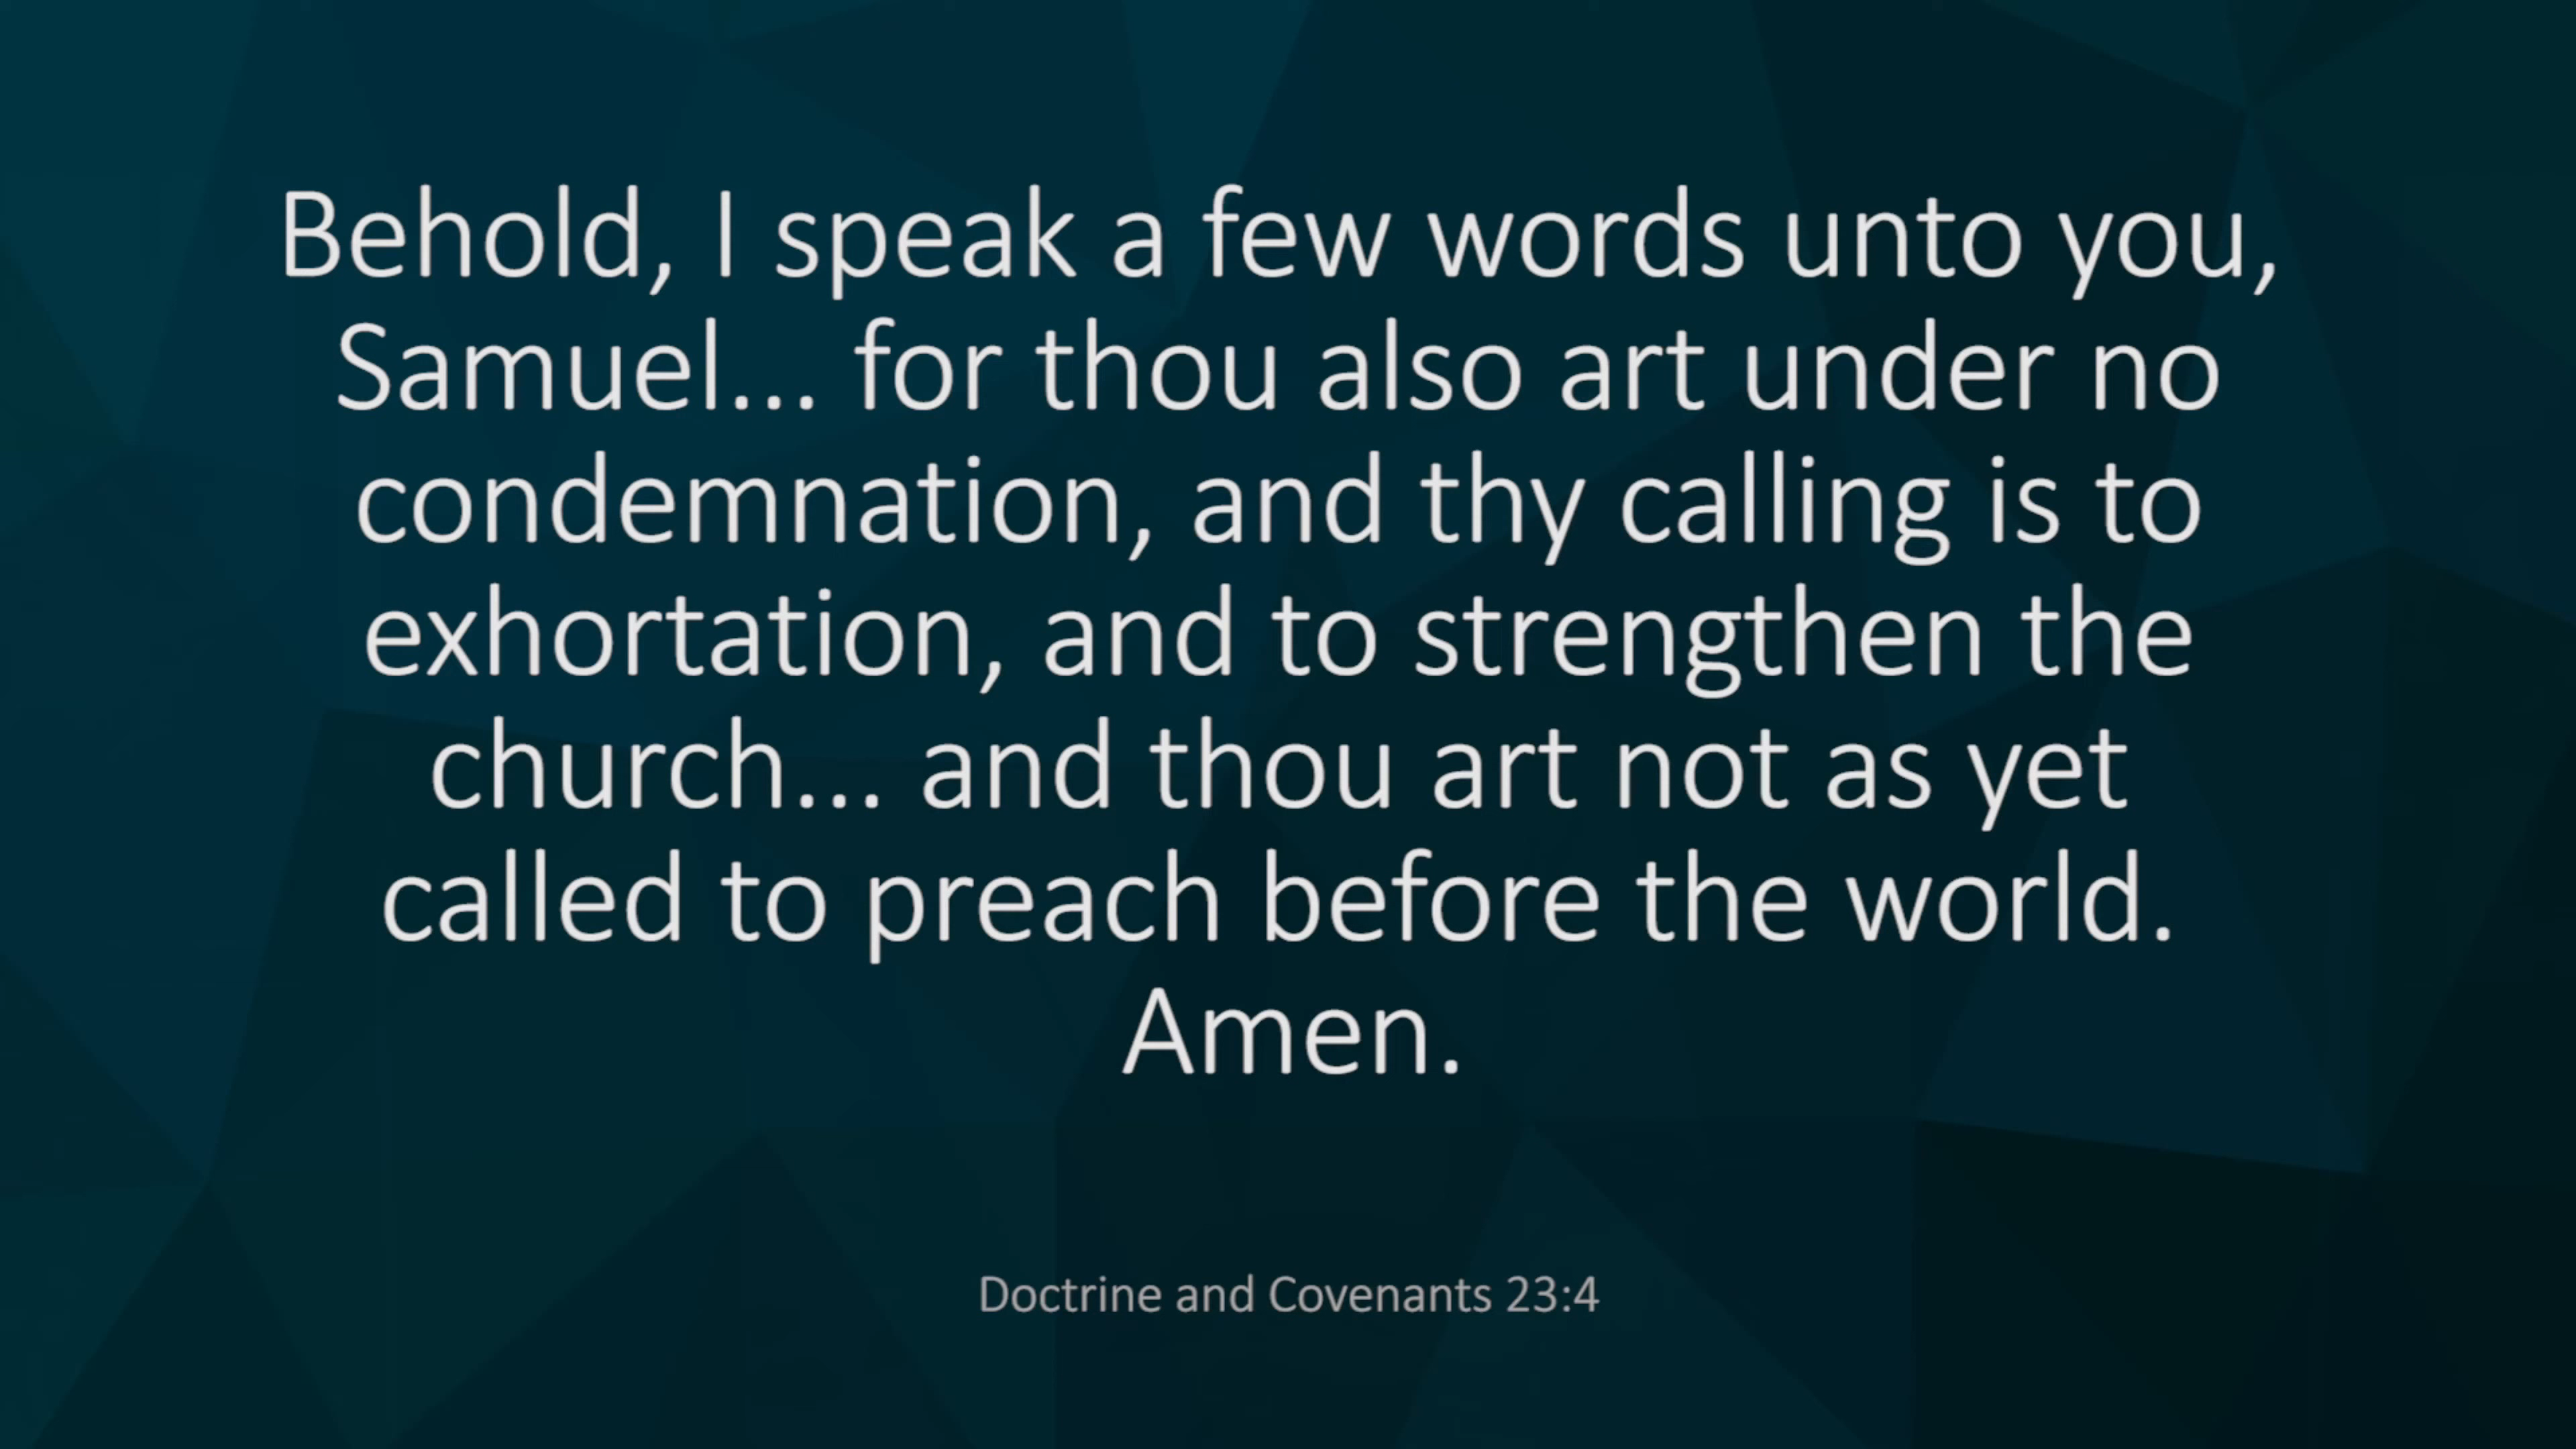 Behold, I speak a few words unto you,
Samuel... for thou also art under no
condemnation, and thy calling is to
exhortation, and to strengthen the
church... and thou art not as yet
called to preach before the world.
Amen.
Doctrine and Covenants 23:4